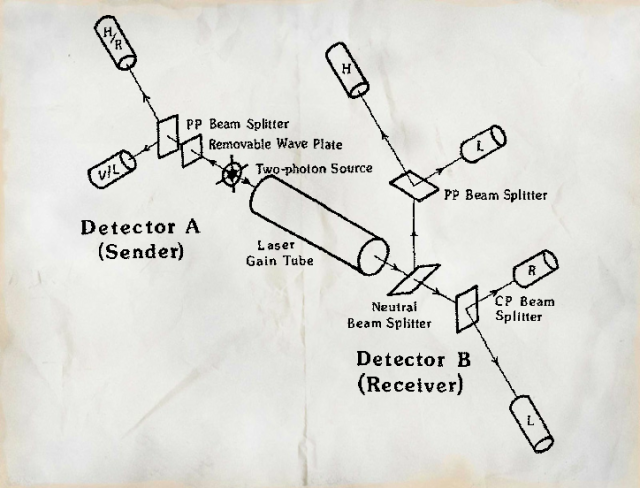 H/R
H
PP Beam Splitter
Removable Wave Plate
L
V/L
Two-photon Source
PP Beam Splitter
Detector A
(Sender)
Laser
Gain Tube
R
Neutral
Beam Splitter
CP Beam
Splitter
Detector B
(Receiver)
L